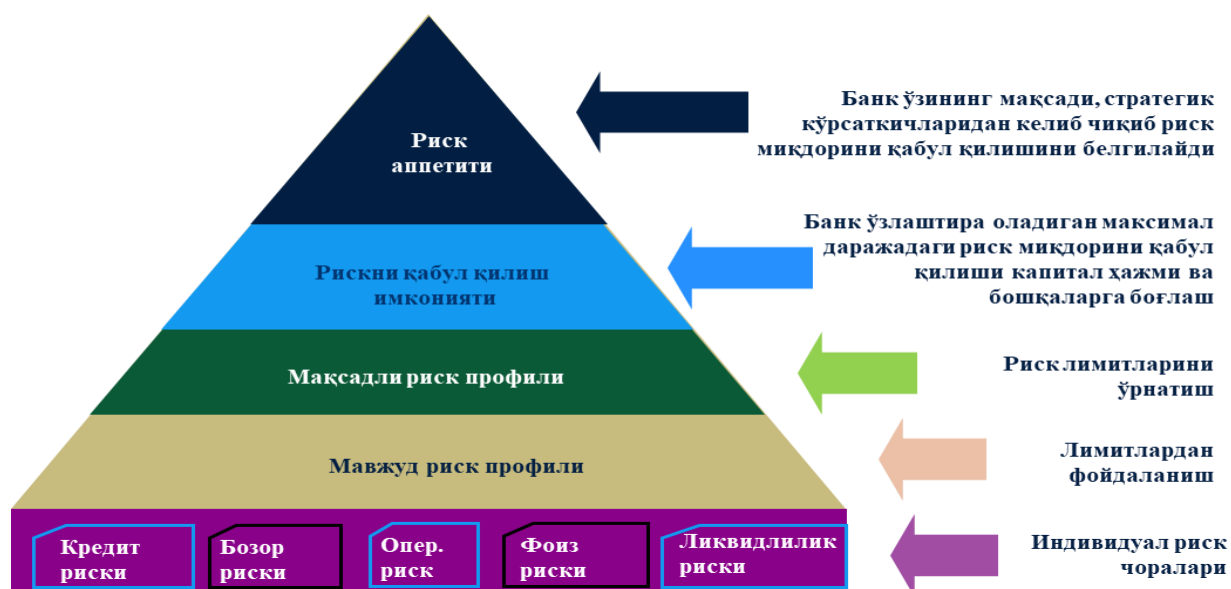 Риск
аппетити
Банк ўзининг мақсади, стратегик
кўрсаткичларидан келиб чиқиб риск
миқдорини қабул қилишини белгилайди
Рискни қабул қилиш
имконияти
Банк ўзлаштира оладиган максимал
даражадаги риск миқдорини қабул
қилиши капитал ҳажми ва
бошқаларга боғлаш
Мақсадли риск профили
Риск лимитларини
ўрнатиш
Мавжуд риск профили
Лимитлардан
фойдаланиш
Кредит
риски
Бозор
риски
Опер.
риск
Фоиз
риски
Ликвидлилик
риски
Индивидуал риск
чоралари